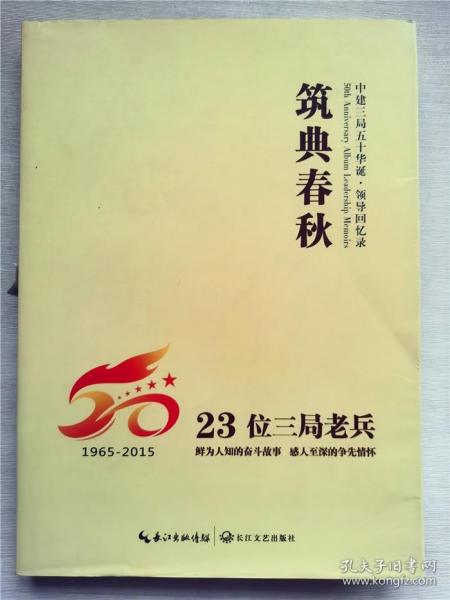 中建三局五十华诞·领导回忆录
50th Anniversary Album Leadership Memoirs
筑典春秋
50
1965-2015
23位三局老兵
鲜为人知的奋斗故事 感人至深的争先情怀
长江出版传媒 长江文艺出版社
孔夫子旧书网
www.kongfz.com